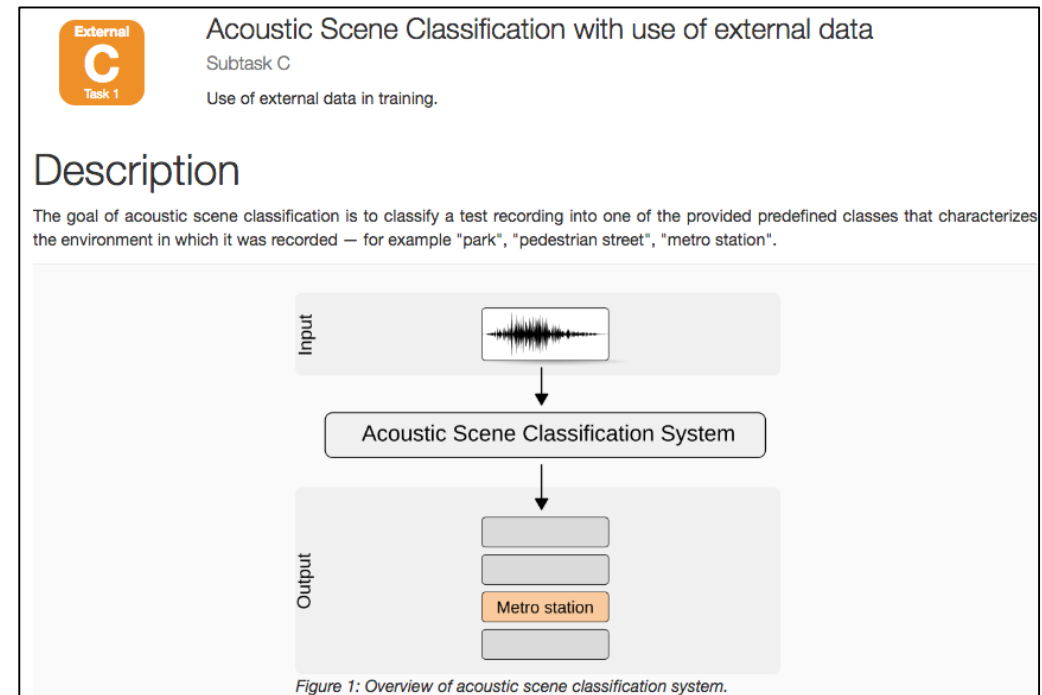 External
C
Task 1
Acoustic Scene Classification with use of external data
Subtask C
Use of external data in training.
Description
The goal of acoustic scene classification is to classify a test recording into one of the provided predefined classes that characterizes
the environment in which it was recorded — for example "park", "pedestrian street", "metro station".
Input
Acoustic Scene Classification System
Output
Metro station
Figure 1: Overview of acoustic scene classification system.